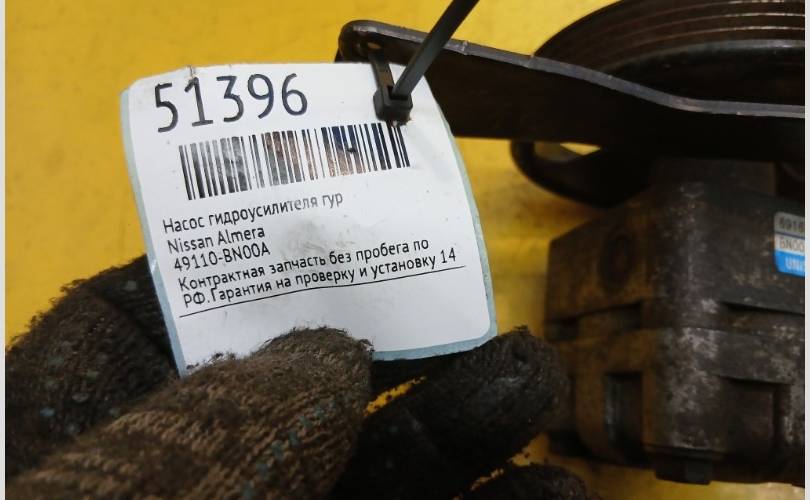 51396
Насос гидроусилителя гур
Nissan Almera
49110-BN00A
Контрактная запчасть без пробега по
РФ.Гарантия на проверку и установку 14